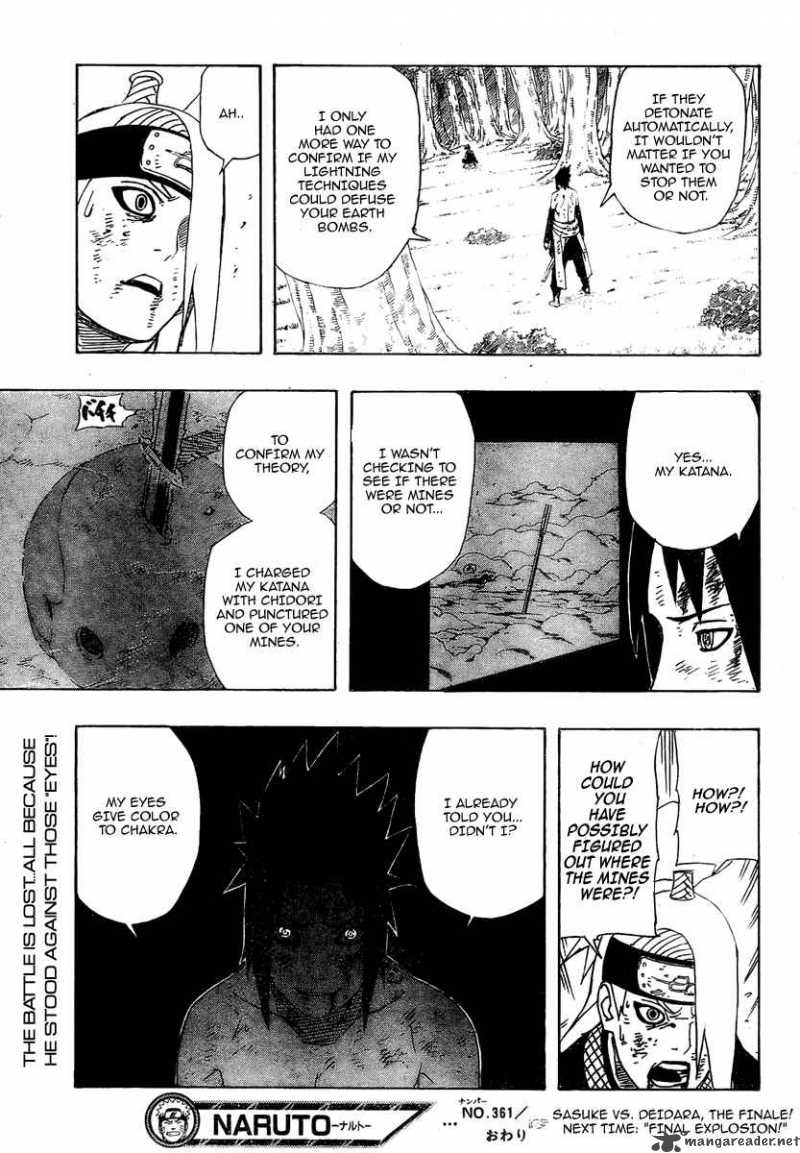 IF THEY
DETONATE
AUTOMATICALLY,
IT WOULDN'T
MATTER IF YOU
WANTED TO
STOP THEM
OR NOT.
I ONLY
HAD ONE
MORE WAY TO
CONFIRM IF MY
LIGHTNING
TECHNIQUES
COULD DEFUSE
YOUR EARTH
BOMBS.
AH..
YES...
MY KATANA.
I WASN'T
CHECKING TO
SEE IF THERE
WERE MINES
OR NOT...
TO
CONFIRM MY
THEORY,
I CHARGED
MY KATANA
WITH CHIDORI
AND PUNCTURED
ONE OF YOUR
MINES.
HOW?!
HOW?!
HOW
COULD
YOU
HAVE
POSSIBLY
FIGURED
OUT WHERE
THE MINES
WERE?!
I ALREADY
TOLD YOU...
DIDN'T I?
MY EYES
GIVE COLOR
TO CHAKRA.
THE BATTLE IS LOST..ALL BECAUSE
HE STOOD AGAINST THOSE "EYES"!
NARUTO —ナルト—
ナンバー
NO.361/
... おわり
SASUKE VS. DEIDARA, THE FINALE!
NEXT TIME: "FINAL EXPLOSION!"
mangareader.net